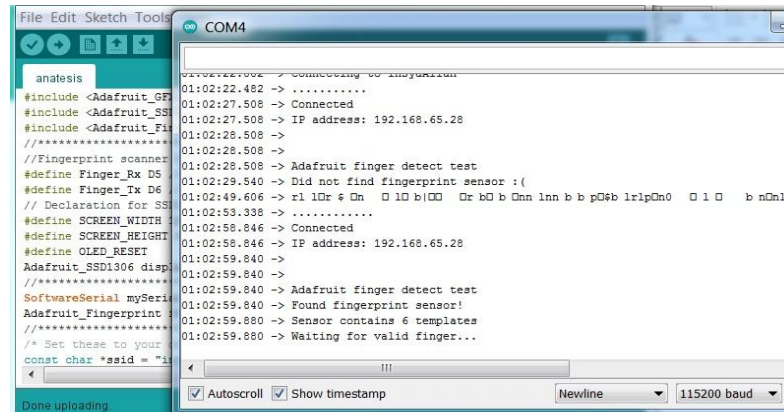 File Edit Sketch Tools
COM4
anatesis
#include <Adafruit_GF
#include <Adafruit_SS
#include <Adafruit_Fi
//Fingerprint scanner
#define Finger_Rx D5
#define Finger_Tx D6
// Declaration for SS
#define SCREEN_WIDTH
#define SCREEN_HEIGHT
#define OLED_RESET
Adafruit_SSD1306 displ
SoftwareSerial mySeria
Adafruit_Fingerprint
/* Set these to your
const char *ssid = "i
Done uploading.
01:02:22.482 -> ...........
01:02:27.508 -> Connected
01:02:27.508 -> IP address: 192.168.65.28
01:02:28.508 ->
01:02:28.508 ->
01:02:28.508 -> Adafruit finger detect test
01:02:29.540 -> Did not find fingerprint sensor :(
01:02:49.606 ->
01:02:53.338 -> ............
01:02:58.846 -> Connected
01:02:58.846 -> IP address: 192.168.65.28
01:02:59.840 ->
01:02:59.840 ->
01:02:59.840 -> Adafruit finger detect test
01:02:59.840 -> Found fingerprint sensor!
01:02:59.880 -> Sensor contains 6 templates
01:02:59.880 -> Waiting for valid finger...
Autoscroll Show timestamp
Newline
115200 baud